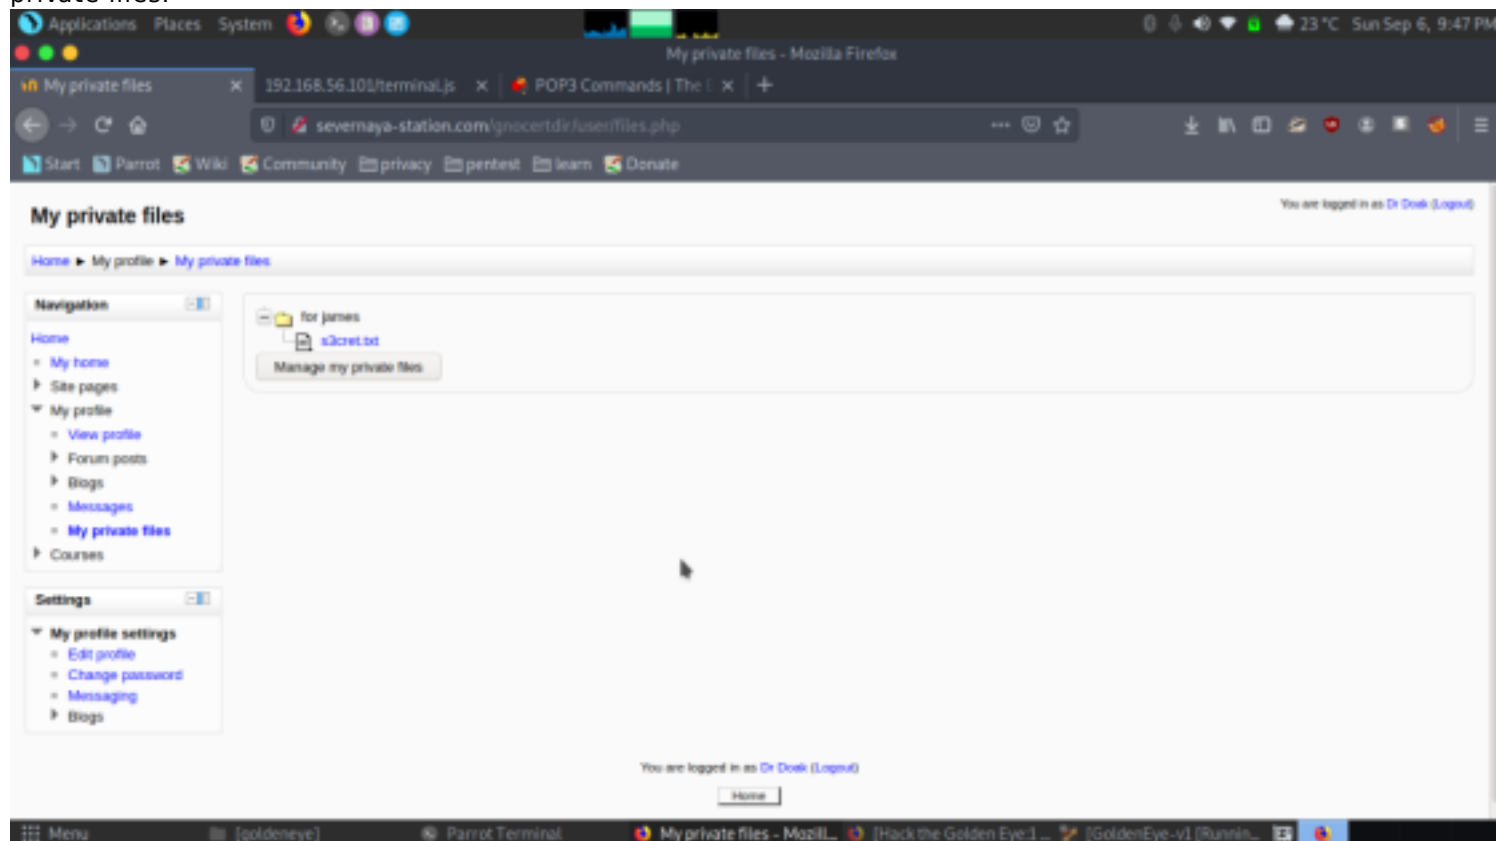 private files.
Applications Places System
23 °C Sun Sep 6, 9:47 PM
My private files - Mozilla Firefox
My private files
192.168.56.101/terminal.js
POP3 Commands | The
severnaya-station.com/gnocertdir/user/files.php
Start Parrot Wiki Community privacy pentest learn Donate
My private files
You are logged in as Dr Doak (Logout)
Home ► My profile ► My private files
Navigation
Home
My home
Site pages
My profile
View profile
Forum posts
Blogs
Messages
My private files
Courses
for james
s3cret.txt
Manage my private files
Settings
My profile settings
Edit profile
Change password
Messaging
Blogs
You are logged in as Dr Doak (Logout)
Home
Menu [goldeneye] Parrot Terminal My private files - Mozill... [Hack the Golden Eye:1 ... [GoldenEye-v1 [Runnin...